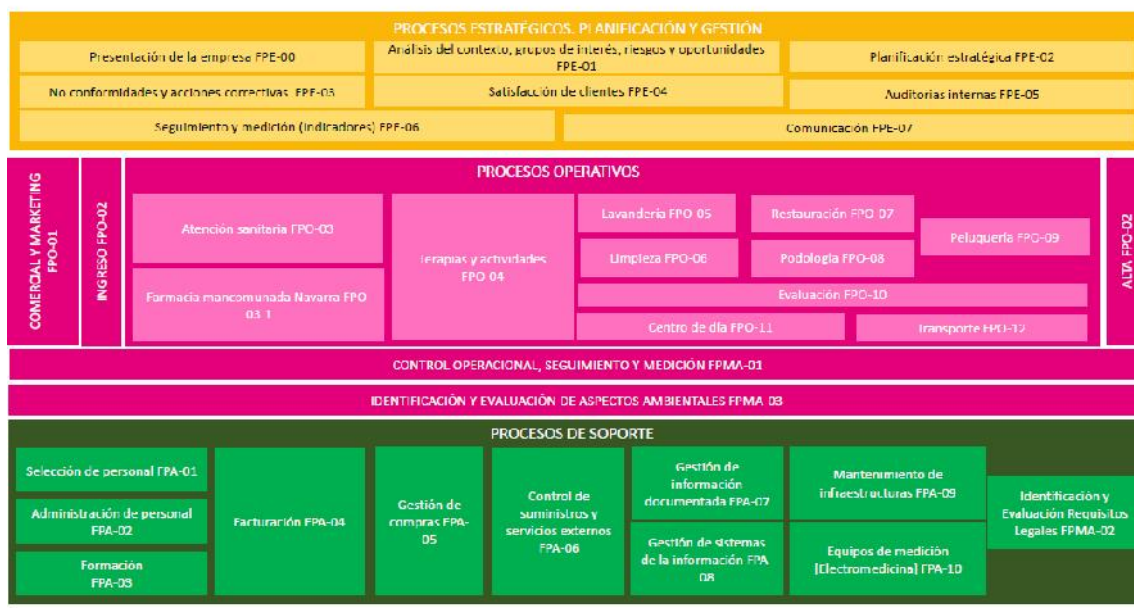 PROCESOS ESTRATÉGICOS. PLANIFICACIÓN Y GESTIÓN
Presentación de la empresa FPE-00
Análisis del contexto, grupos de interés, riesgos y oportunidades
FPE-01
Planificación estratégica FPE-02
No conformidades y acciones correctivas FPE-03
Satisfacción de clientes FPE-04
Auditorias internas FPE-05
Seguimiento y medición (Indicadores) FPE-06
Comunicación FPE-07
COMERCIAL Y MARKETING
FPO-01
INGRESO FPO-02
PROCESOS OPERATIVOS
Atención sanitaria FPO-03
Farmacia mancomunada Navarra FPO
03-1
Terapias y actividades
FPO-04
Lavandería FPO-05
Restauración FPO-07
Peluquería FPO-09
Limpieza FPO-06
Podología FPO-08
Evaluación FPO-10
Centro de día FPO-11
Transporte FPO-12
ALTA FPO-02
CONTROL OPERACIONAL, SEGUIMIENTO Y MEDICIÓN FPMA-01
IDENTIFICACIÓN Y EVALUACIÓN DE ASPECTOS AMBIENTALES FPMA-03
PROCESOS DE SOPORTE
Selección de personal FPA-01
Administración de personal
FPA-02
Formación
FPA-03
Facturación FPA-04
Gestión de
compras FPA-
05
Control de
suministros y
servicios externos
FPA-06
Gestión de
información
documentada FPA-07
Gestión de sistemas
de la información FPA
08
Mantenimiento de
infraestructuras FPA-09
Equipos de medición
[Electromedicina] FPA-10
Identificación y
Evaluación Requisitos
Legales FPMA-02